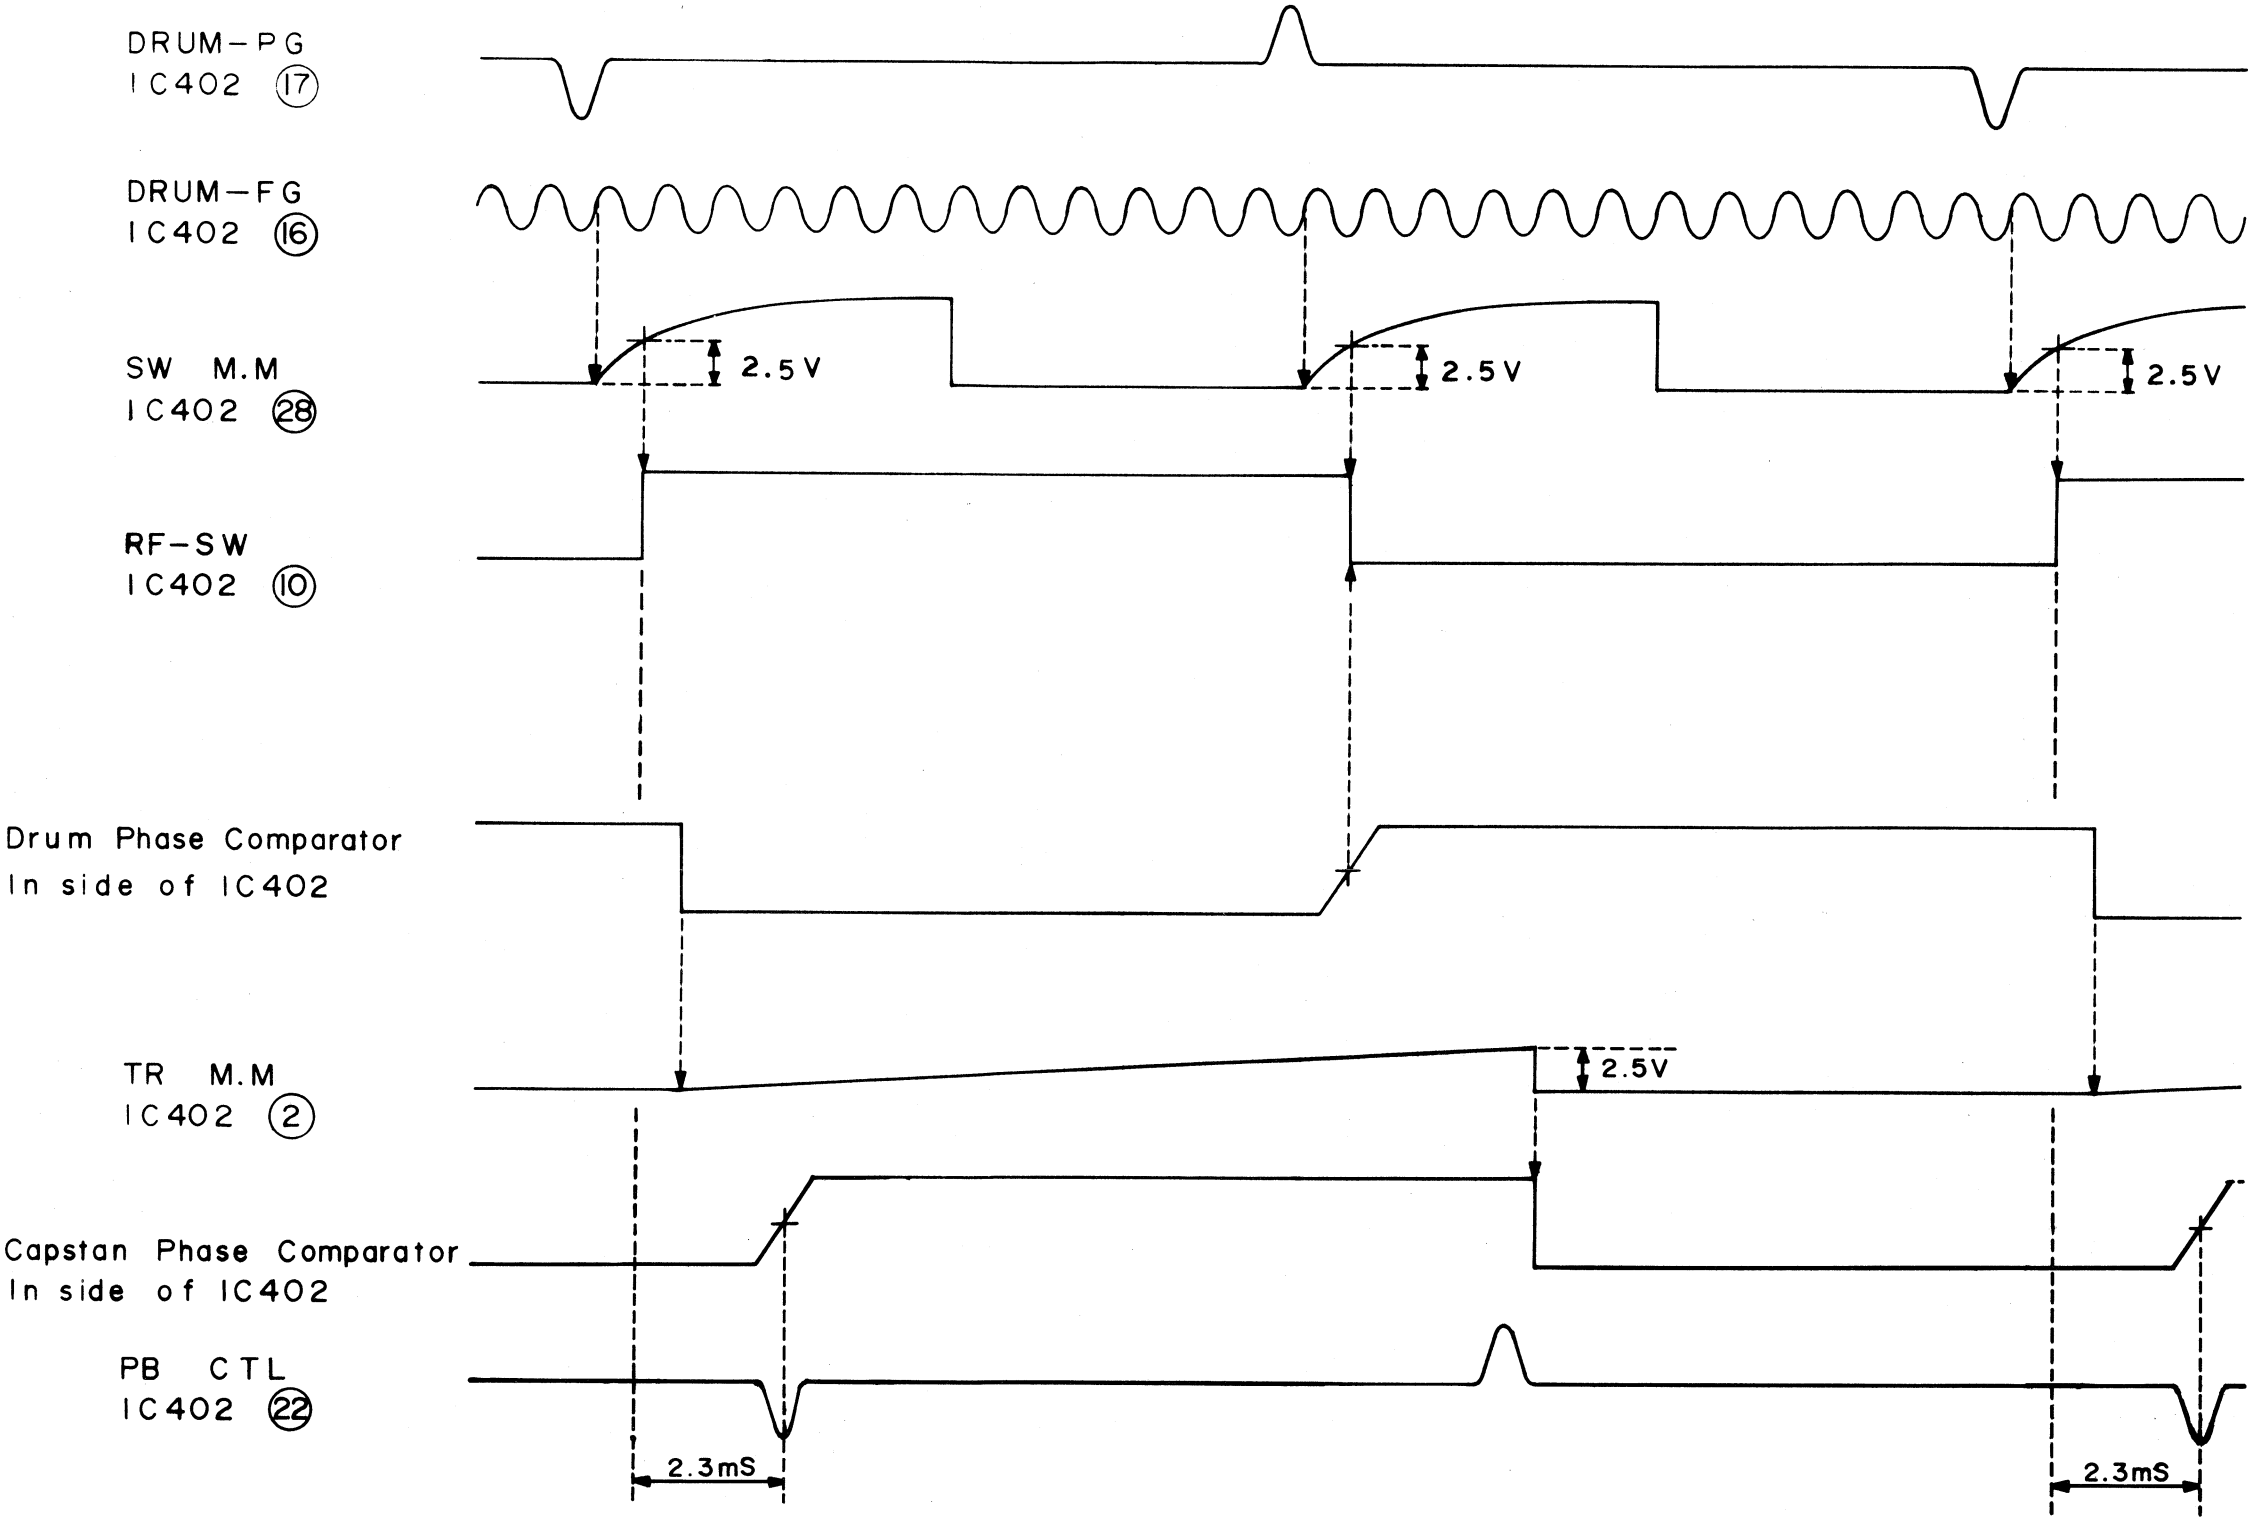 DRUM-PG
IC402 17
DRUM-FG
IC402 16
SW M.M
IC402 28
2.5V
2.5V
2.5V
RF-SW
IC402 10
Drum Phase Comparator
In side of IC402
TR M.M
IC402 2
2.5V
Capstan Phase Comparator
In side of IC402
PB CTL
IC402 22
2.3mS
2.3mS